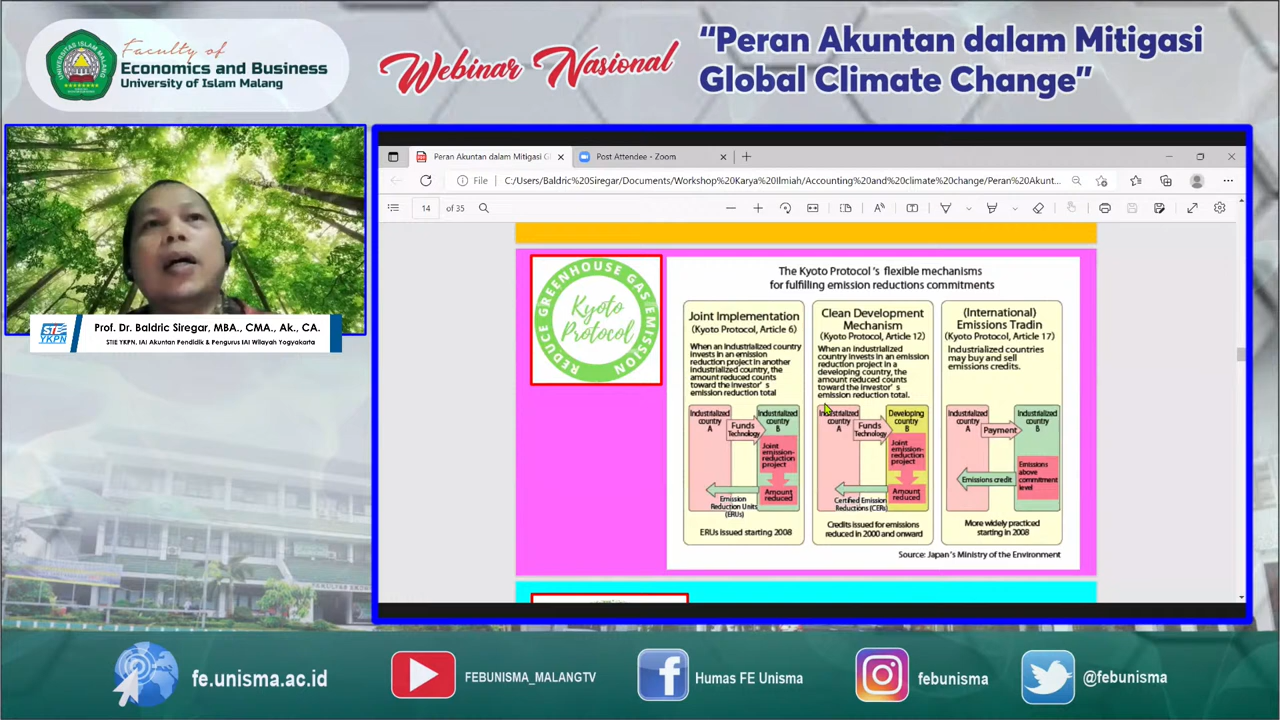 Faculty of
Economics and Business
University of Islam Malang
UNIVERSITAS ISLAM MALANG
Webinar Nasional
“Peran Akuntan dalam Mitigasi
Global Climate Change”
STIE
YKPN
Prof. Dr. Baldric Siregar, MBA., CMA., Ak., CA.
STIE YKPN, IAI Akuntan Pendidik & Pengurus IAI Wilayah Yogyakarta
Peran Akuntan dalam Mitigasi G
Post Attendee - Zoom
File
C:/Users/Baldric%20Siregar/Documents/Workshop%20Karya%20Ilmiah/Accounting%20and%20climate%20change/Peran%20Akunt...
14 of 35
REDUCE GREENHOUSE GAS EMISSION
Kyoto
Protocol
The Kyoto Protocol's flexible mechanisms
for fulfilling emission reductions commitments
Joint Implementation
(Kyoto Protocol, Article 6)
When an industrialized country
invests in an emission
reduction project in another
industrialized country, the
amount reduced counts
toward the investor's
emission reduction total
Industrialized
country
A
Funds
Technology
Industrialized
country
B
Joint
emission-
reduction
project
Amount
reduced
Emission
Reduction Units
(ERUs)
ERUs issued starting 2008
Clean Development
Mechanism
(Kyoto Protocol, Article 12)
When an industrialized
country invests in an emission
reduction project in a
developing country, the
amount reduced counts
toward the investor's
emission reduction total.
Industrialized
country
A
Funds
Technology
Developing
country
B
Joint
emission-
reduction
project
Amount
reduced
Certified Emission
Reductions (CERs)
Credits issued for emissions
reduced in 2000 and onward
(International)
Emissions Tradin
(Kyoto Protocol, Article 17)
Industrialized countries
may buy and sell
emissions credits.
Industrialized
country
A
Payment
Industrialized
country
B
Emissions credit
Emissions
above
commitment
level
More widely practiced
starting in 2008
Source: Japan's Ministry of the Environment
fe.unisma.ac.id
FEBUNISMA_MALANGTV
Humas FE Unisma
febunisma
@febunisma